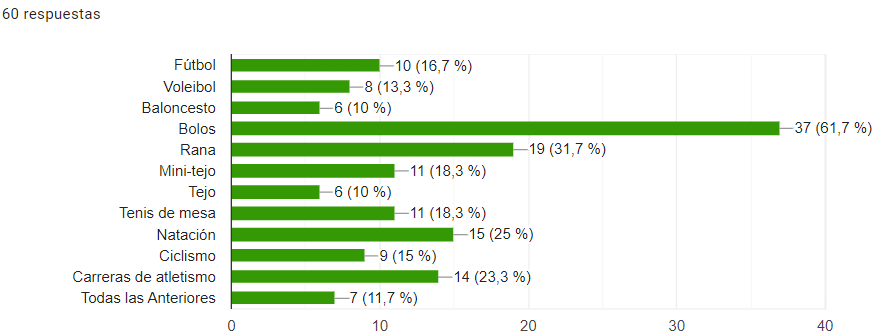 60 respuestas
Fútbol 10 (16,7 %)
Voleibol 8 (13,3 %)
Baloncesto 6 (10 %)
Bolos 37 (61,7 %)
Rana 19 (31,7 %)
Mini-tejo 11 (18,3 %)
Tejo 6 (10 %)
Tenis de mesa 11 (18,3 %)
Natación 15 (25 %)
Ciclismo 9 (15 %)
Carreras de atletismo 14 (23,3 %)
Todas las Anteriores 7 (11,7 %)
0 10 20 30 40